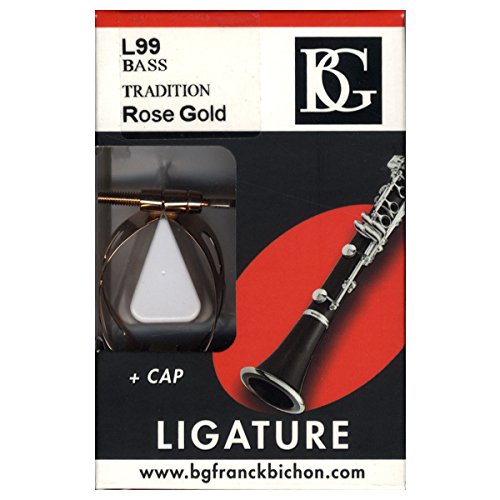 L99
BASS
TRADITION
Rose Gold
BG
+ CAP
LIGATURE
www.bgfranckbichon.com